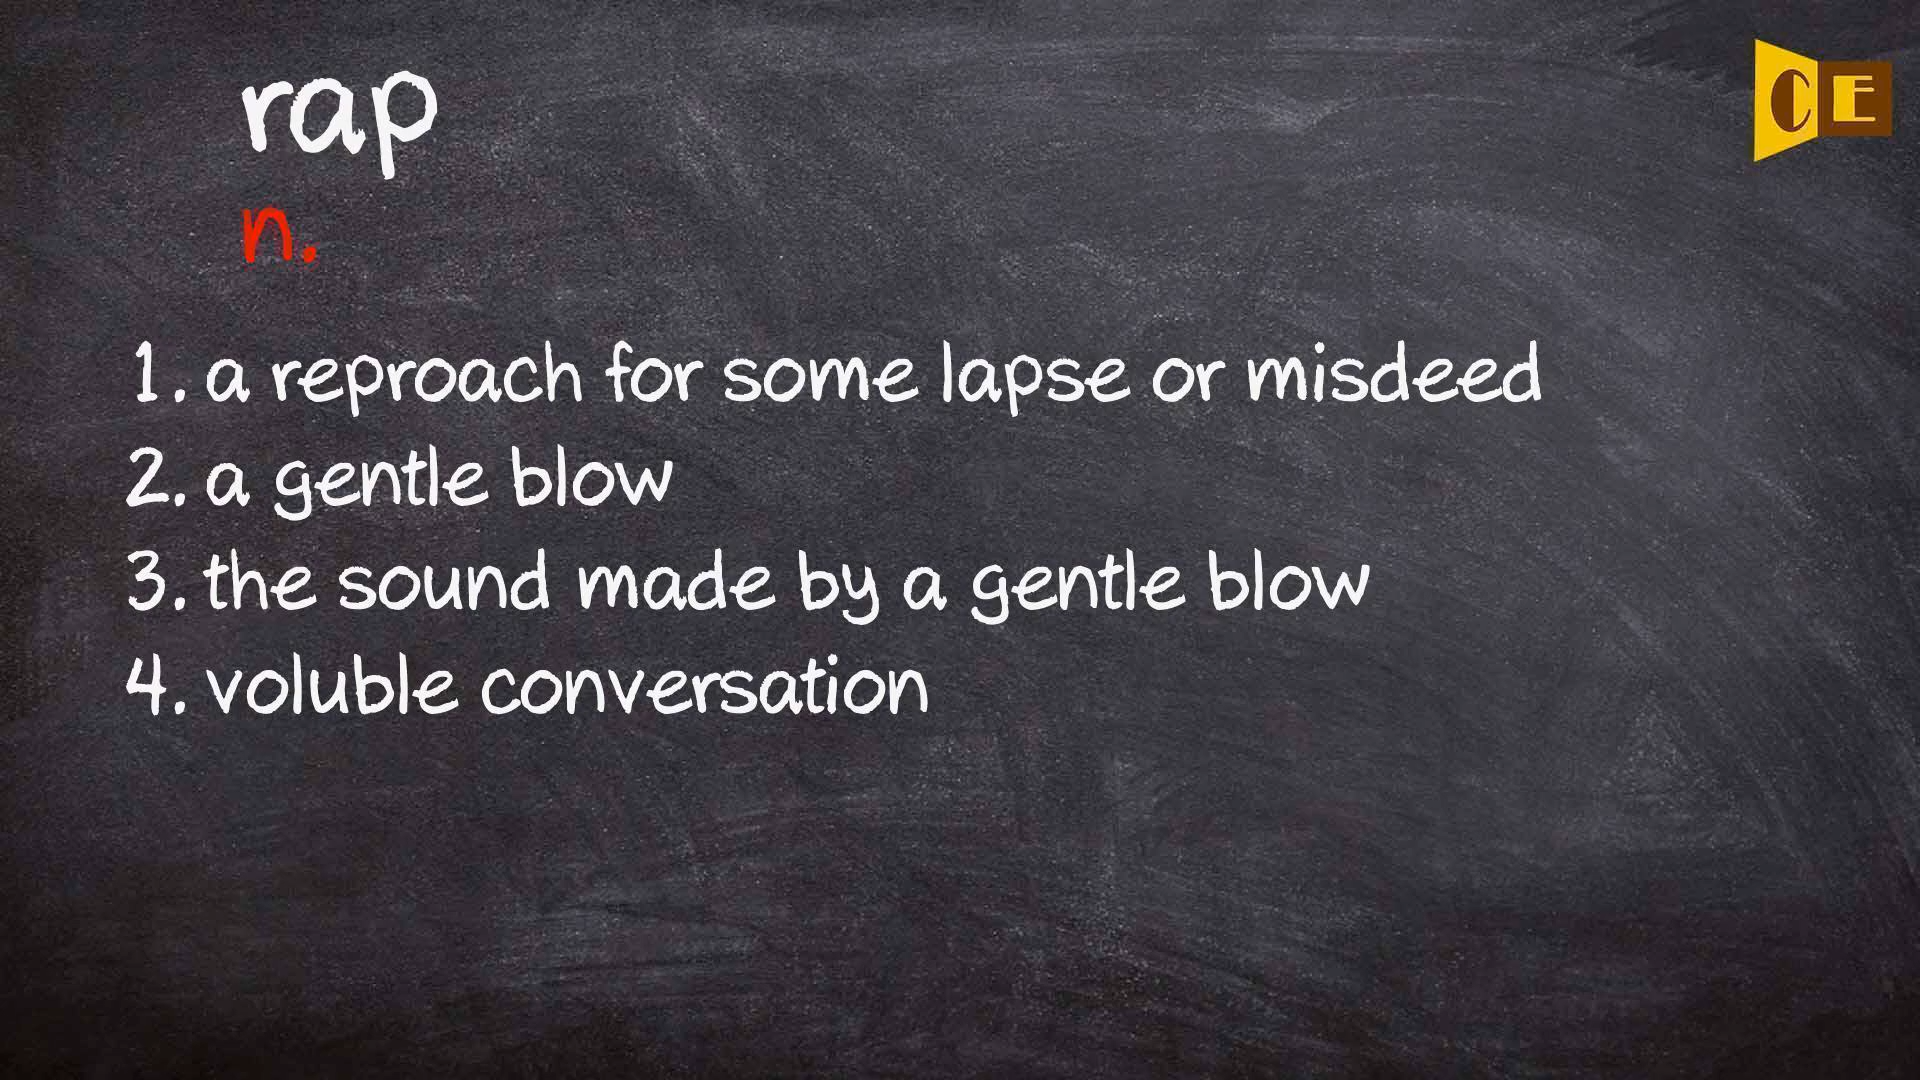 rap
CE
n.
1. a reproach for some lapse or misdeed
2. a gentle blow
3. the sound made by a gentle blow
4. voluble conversation